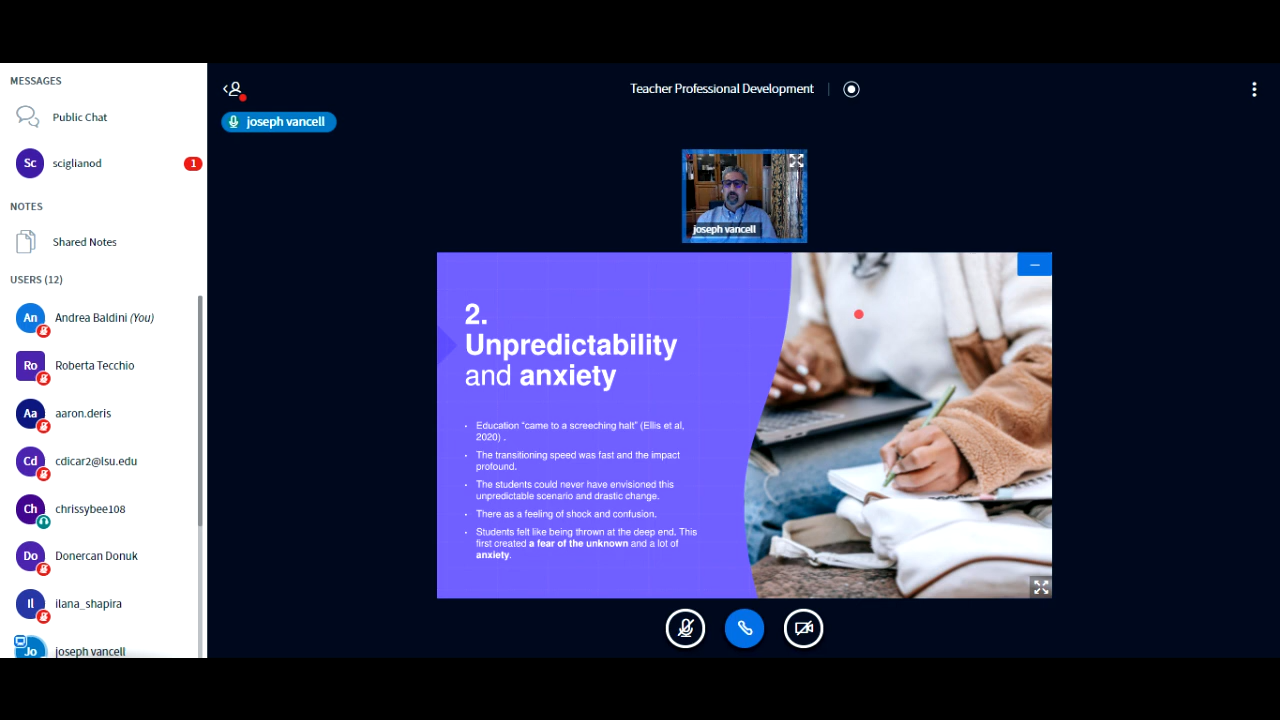 MESSAGES
Public Chat
Sc
sciglianod
1
NOTES
Shared Notes
USERS (12)
An
Andrea Baldini (You)
Ro
Roberta Tecchio
Aa
aaron.deris
Cd
cdicar2@lsu.edu
Ch
chrissybee108
Do
Donercan Donuk
Il
ilana_shapira
Jo
joseph vancell
Teacher Professional Development
joseph vancell
joseph vancell
2.
Unpredictability
and anxiety
• Education “came to a screeching halt” (Ellis et al,
2020) .
• The transitioning speed was fast and the impact
profound.
• The students could never have envisioned this
unpredictable scenario and drastic change.
• There as a feeling of shock and confusion.
• Students felt like being thrown at the deep end. This
first created a fear of the unknown and a lot of
anxiety.